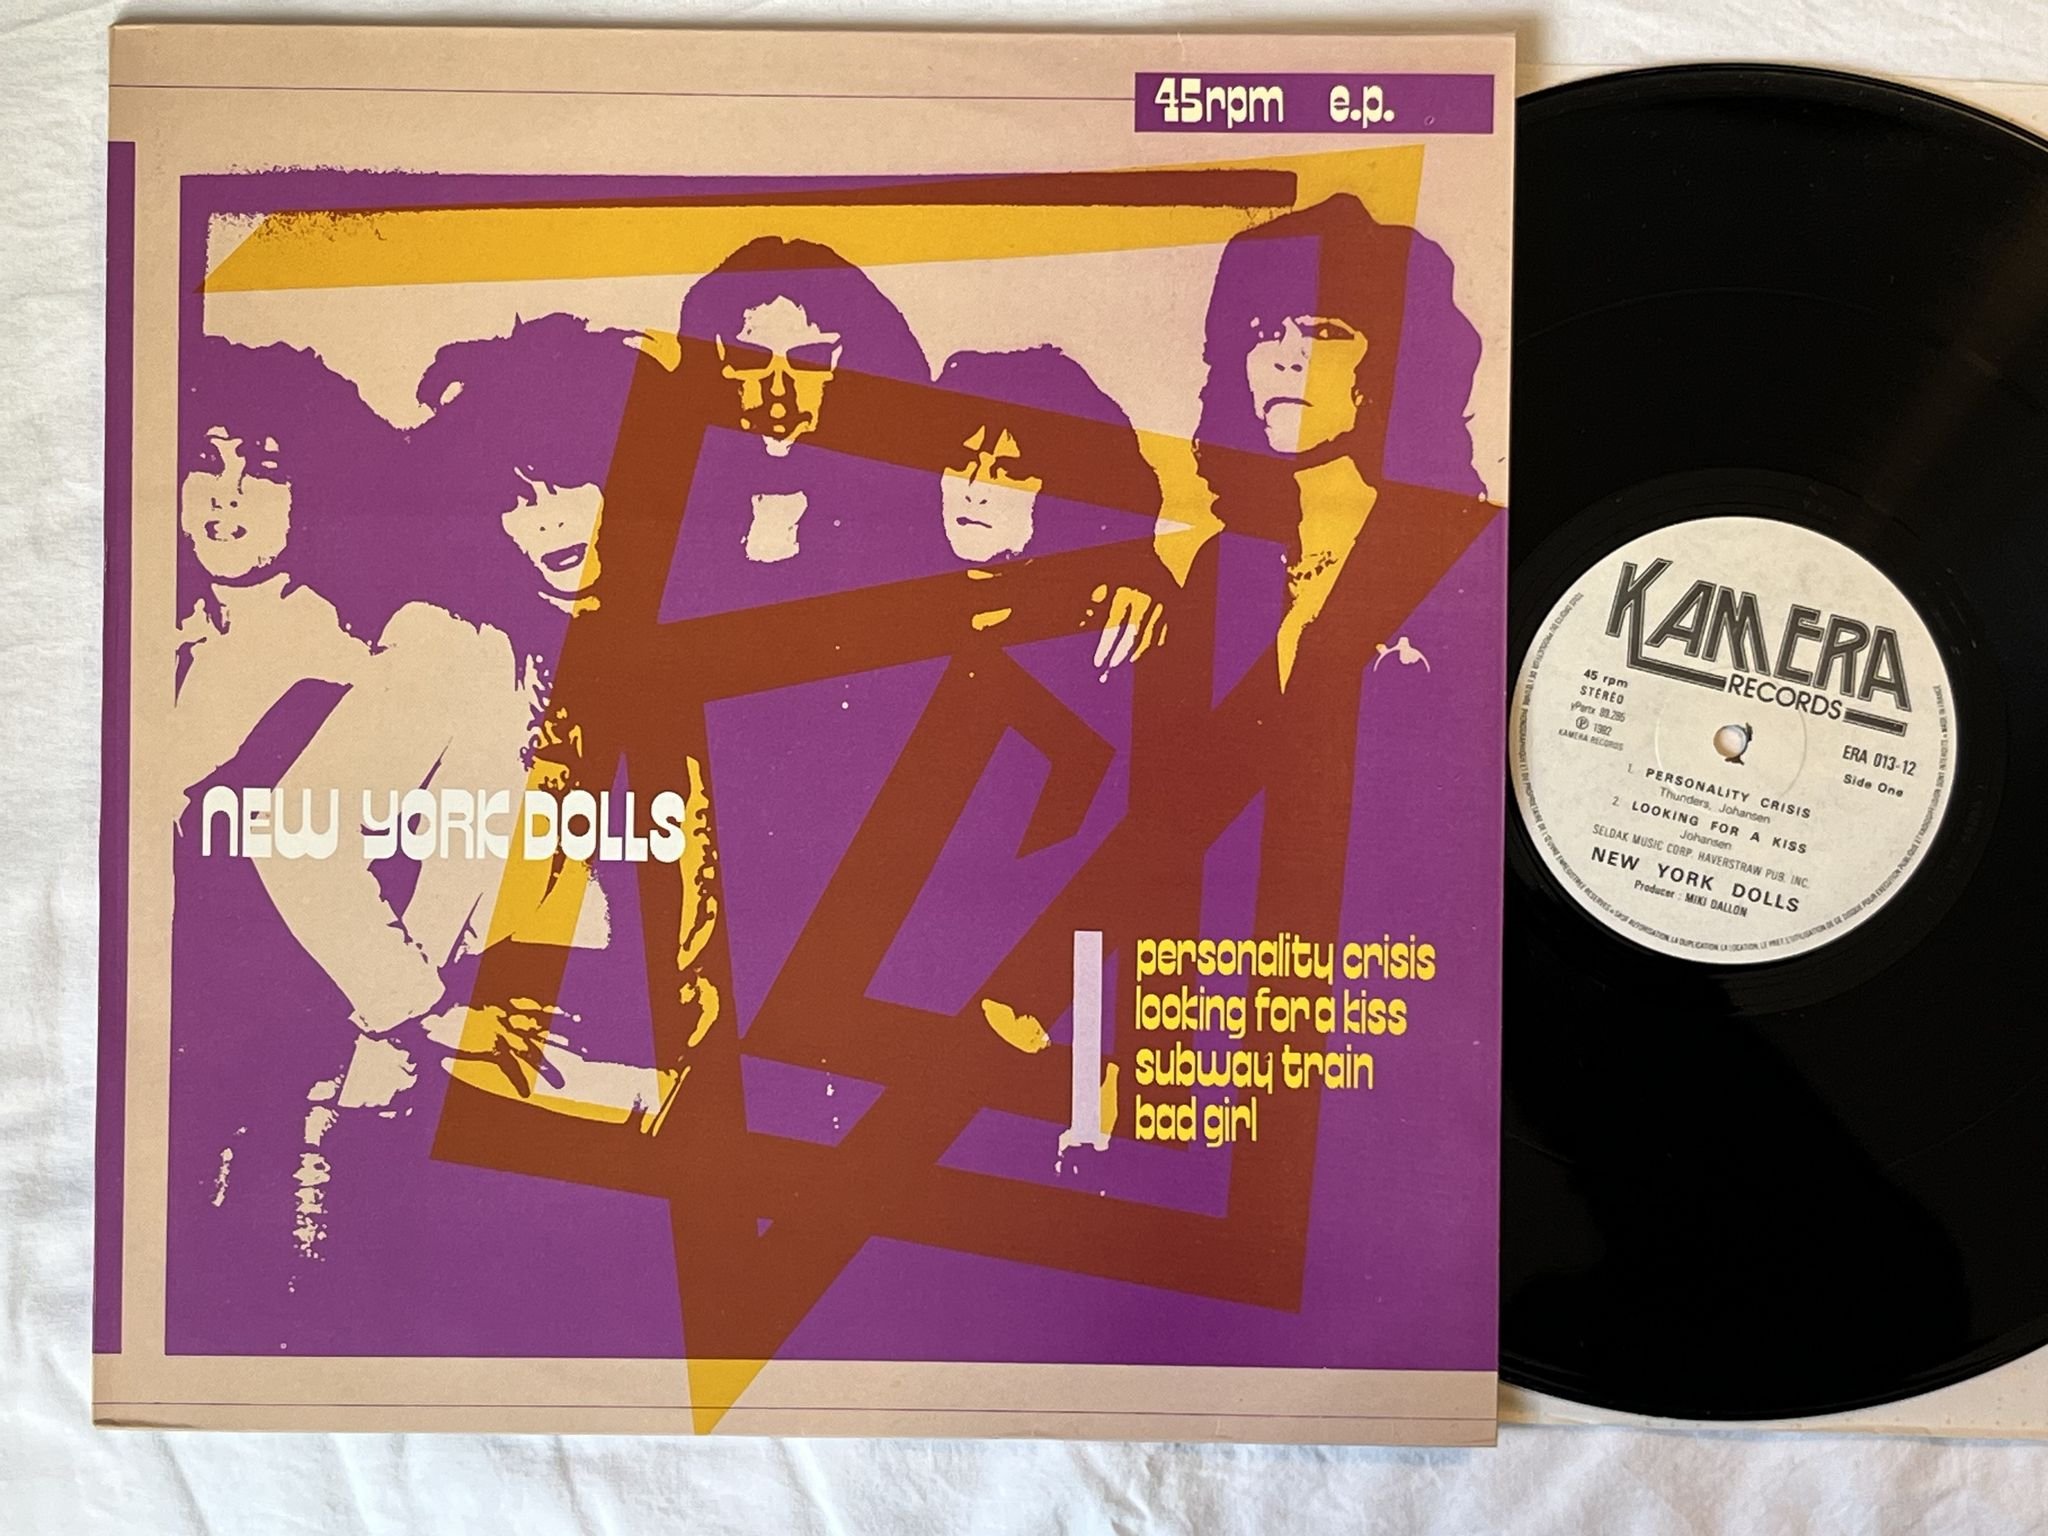 45rpm e.p.
NEW YORK DOLLS
personality crisis
looking for a kiss
subway train
bad girl
KAMERA
RECORDS
45 rpm
STÉRÉO
℗ 1982
KAMERA RECORDS
ERA 013-12
Side One
1. PERSONALITY CRISIS
Thunders, Johansen
2. LOOKING FOR A KISS
Johansen
SELDAK MUSIC CORP. HAVERSTRAW PUB. INC.
NEW YORK DOLLS
Producer : MIKI DALLON